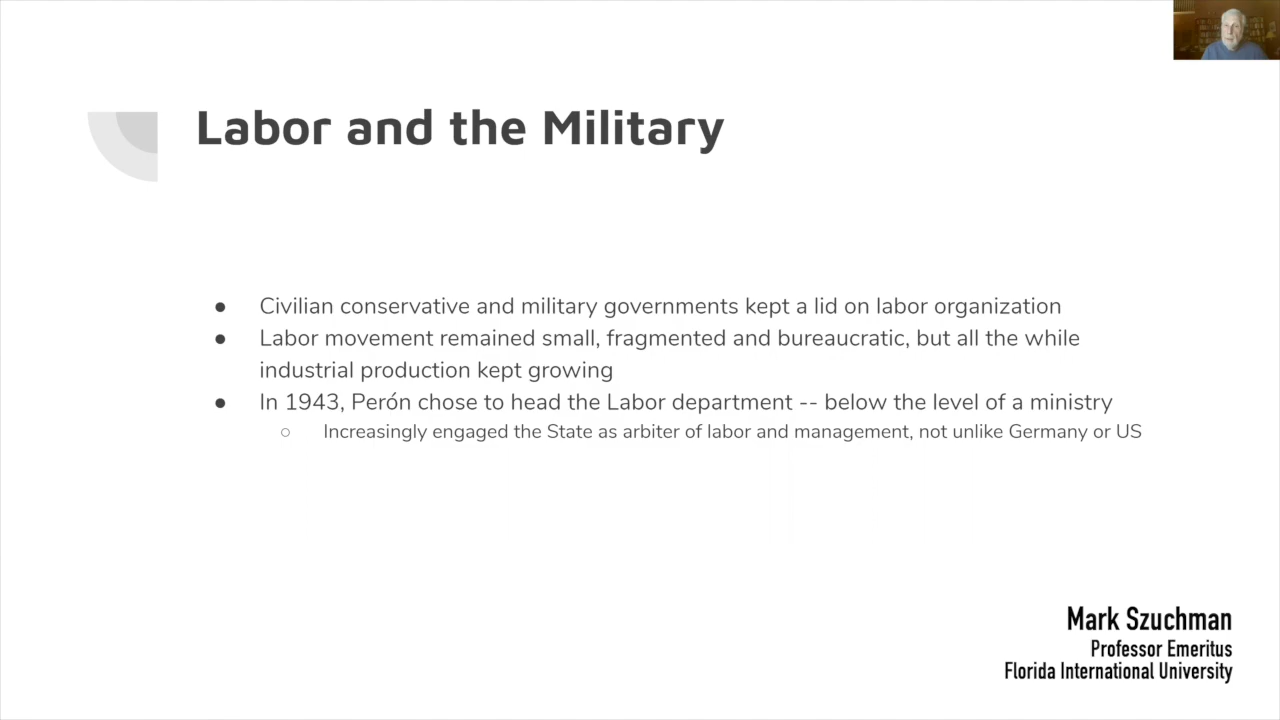 Labor and the Military
● Civilian conservative and military governments kept a lid on labor organization
● Labor movement remained small, fragmented and bureaucratic, but all the while
industrial production kept growing
● In 1943, Perón chose to head the Labor department -- below the level of a ministry
○ Increasingly engaged the State as arbiter of labor and management, not unlike Germany or US
Mark Szuchman
Professor Emeritus
Florida International University